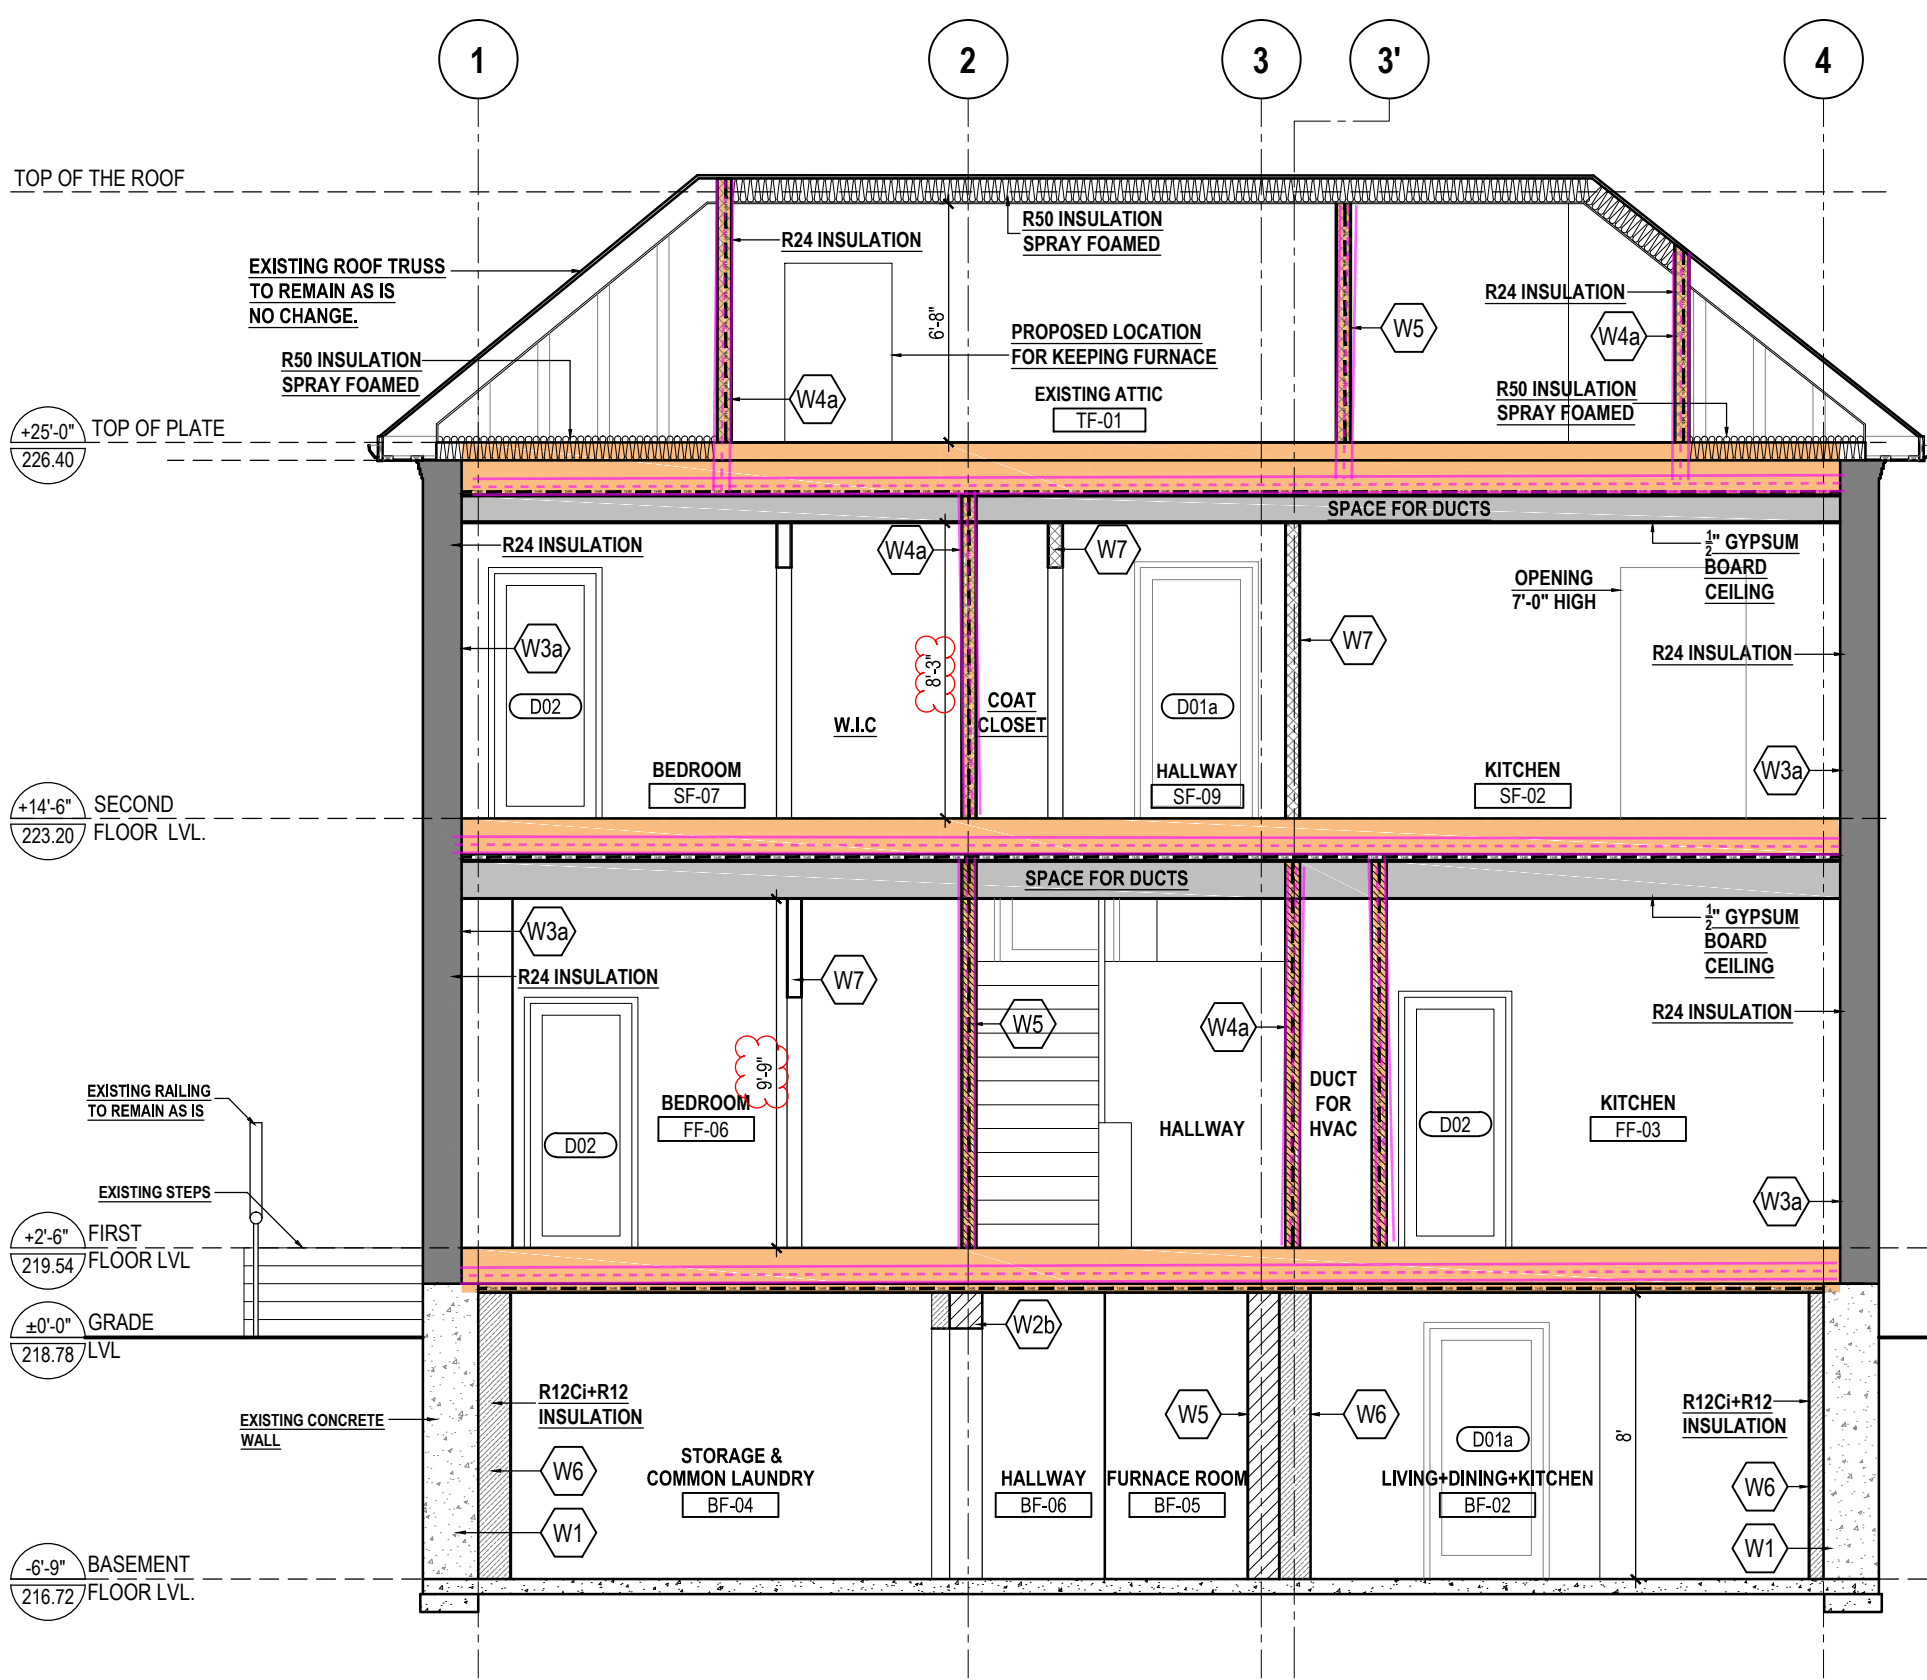 1
2
3
3'
4
TOP OF THE ROOF
R24 INSULATION
R50 INSULATION
SPRAY FOAMED
EXISTING ROOF TRUSS
TO REMAIN AS IS
NO CHANGE.
R24 INSULATION
6'-8"
PROPOSED LOCATION
FOR KEEPING FURNACE
W5
W4a
R50 INSULATION
SPRAY FOAMED
W4a
EXISTING ATTIC
TF-01
R50 INSULATION
SPRAY FOAMED
+25'-0"
226.40
TOP OF PLATE
SPACE FOR DUCTS
R24 INSULATION
W4a
W7
1/2" GYPSUM
BOARD
CEILING
OPENING
7'-0" HIGH
W3a
8'-3"
W7
R24 INSULATION
D02
W.I.C
COAT
CLOSET
D01a
BEDROOM
SF-07
HALLWAY
SF-09
KITCHEN
SF-02
W3a
+14'-6"
223.20
SECOND
FLOOR LVL.
SPACE FOR DUCTS
W3a
1/2" GYPSUM
BOARD
CEILING
R24 INSULATION
W7
W5
W4a
R24 INSULATION
9'-9"
EXISTING RAILING
TO REMAIN AS IS
BEDROOM
FF-06
D02
HALLWAY
DUCT
FOR
HVAC
D02
KITCHEN
FF-03
EXISTING STEPS
W3a
+2'-6"
219.54
FIRST
FLOOR LVL
±0'-0"
218.78
GRADE
LVL
W2b
R12Ci+R12
INSULATION
EXISTING CONCRETE
WALL
W5
W6
D01a
8'
R12Ci+R12
INSULATION
W6
STORAGE &
COMMON LAUNDRY
BF-04
HALLWAY
BF-06
FURNACE ROOM
BF-05
LIVING+DINING+KITCHEN
BF-02
W6
W1
W1
-6'-9"
216.72
BASEMENT
FLOOR LVL.